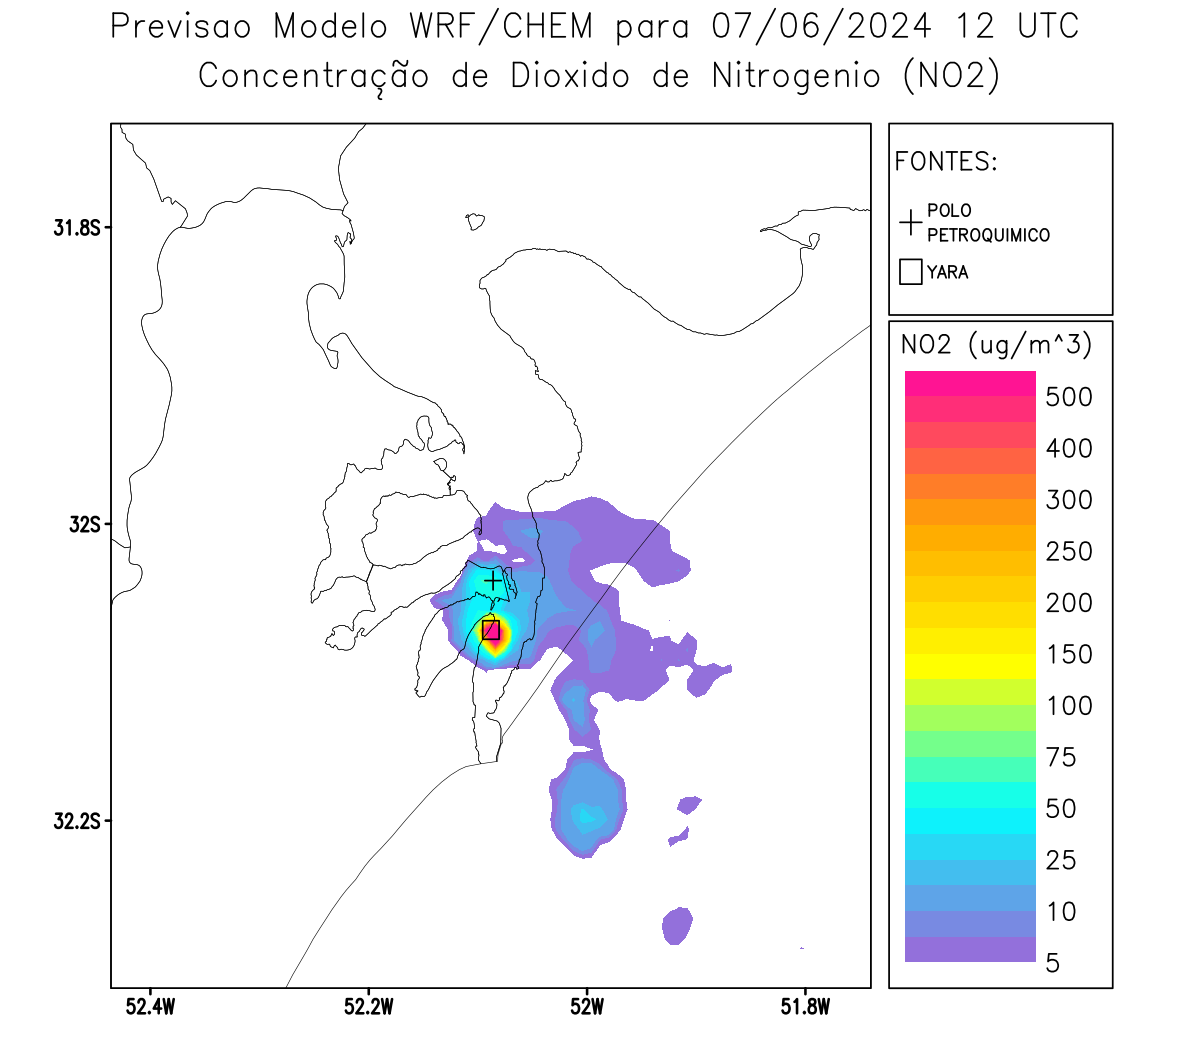 Previsao Modelo WRF/CHEM para 07/06/2024 12 UTC
Concentração de Dioxido de Nitrogenio (NO2)
FONTES:
POLO
PETROQUIMICO
YARA
NO2 (ug/m^3)
500
400
300
250
200
150
100
75
50
25
10
5
31.8S
32S
32.2S
52.4W
52.2W
52W
51.8W